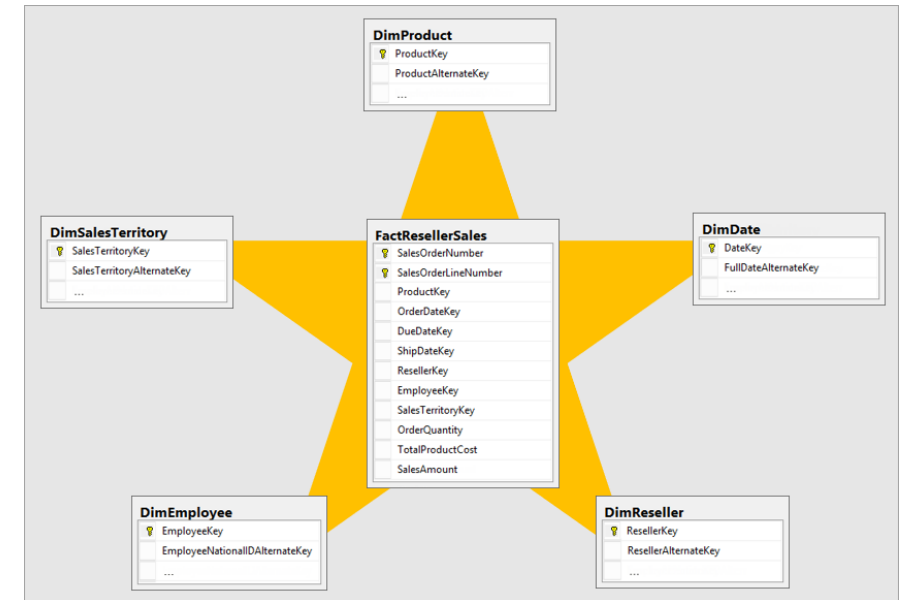 DimProduct
ProductKey
ProductAlternateKey
...
DimSalesTerritory
SalesTerritoryKey
SalesTerritoryAlternateKey
...
FactResellerSales
SalesOrderNumber
SalesOrderLineNumber
ProductKey
OrderDateKey
DueDateKey
ShipDateKey
ResellerKey
EmployeeKey
SalesTerritoryKey
OrderQuantity
TotalProductCost
SalesAmount
DimDate
DateKey
FullDateAlternateKey
...
DimEmployee
EmployeeKey
EmployeeNationalIDAlternateKey
...
DimReseller
ResellerKey
ResellerAlternateKey
...